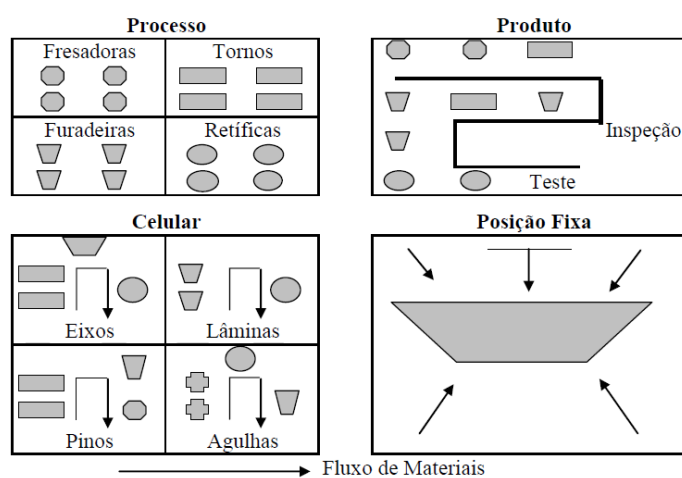 Processo
Fresadoras
Tornos
Furadeiras
Retíficas
Produto
Inspeção
Teste
Celular
Eixos
Lâminas
Pinos
Agulhas
Posição Fixa
Fluxo de Materiais